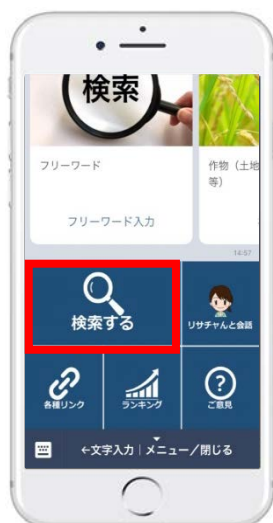 検索
フリーワード
作物（土地
等）
フリーワード入力
14:57
検索する
リサチャんと会話
各種リンク
ランキング
ご意見
←文字入力｜メニュー／閉じる